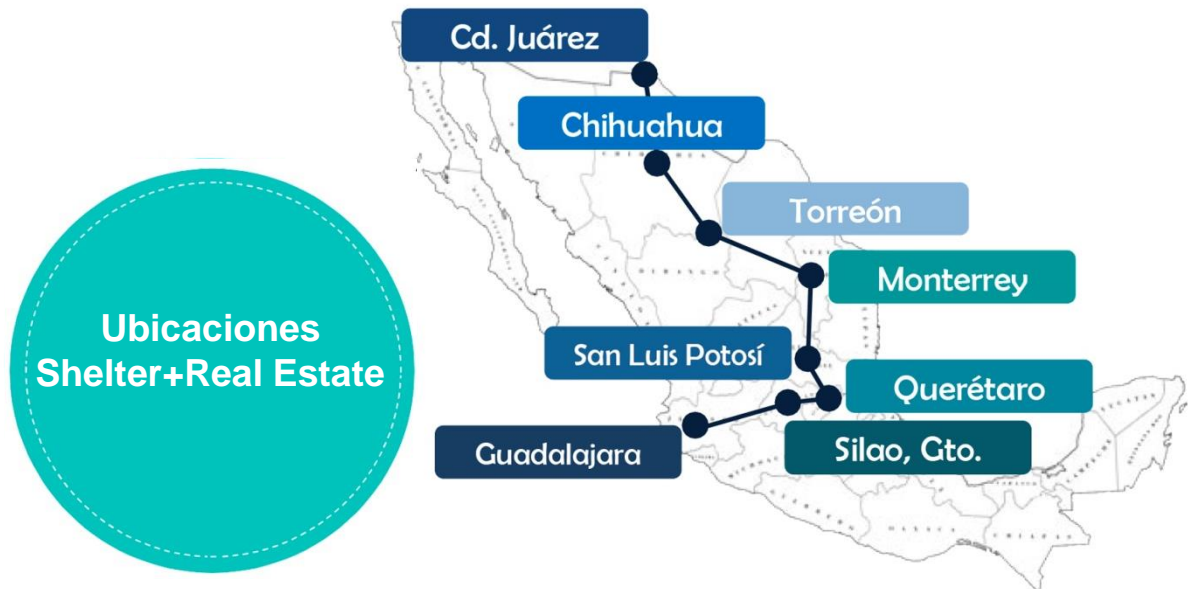 Cd. Juárez
Chihuahua
Torreón
Monterrey
San Luis Potosí
Querétaro
Guadalajara
Silao, Gto.
Ubicaciones
Shelter+Real Estate